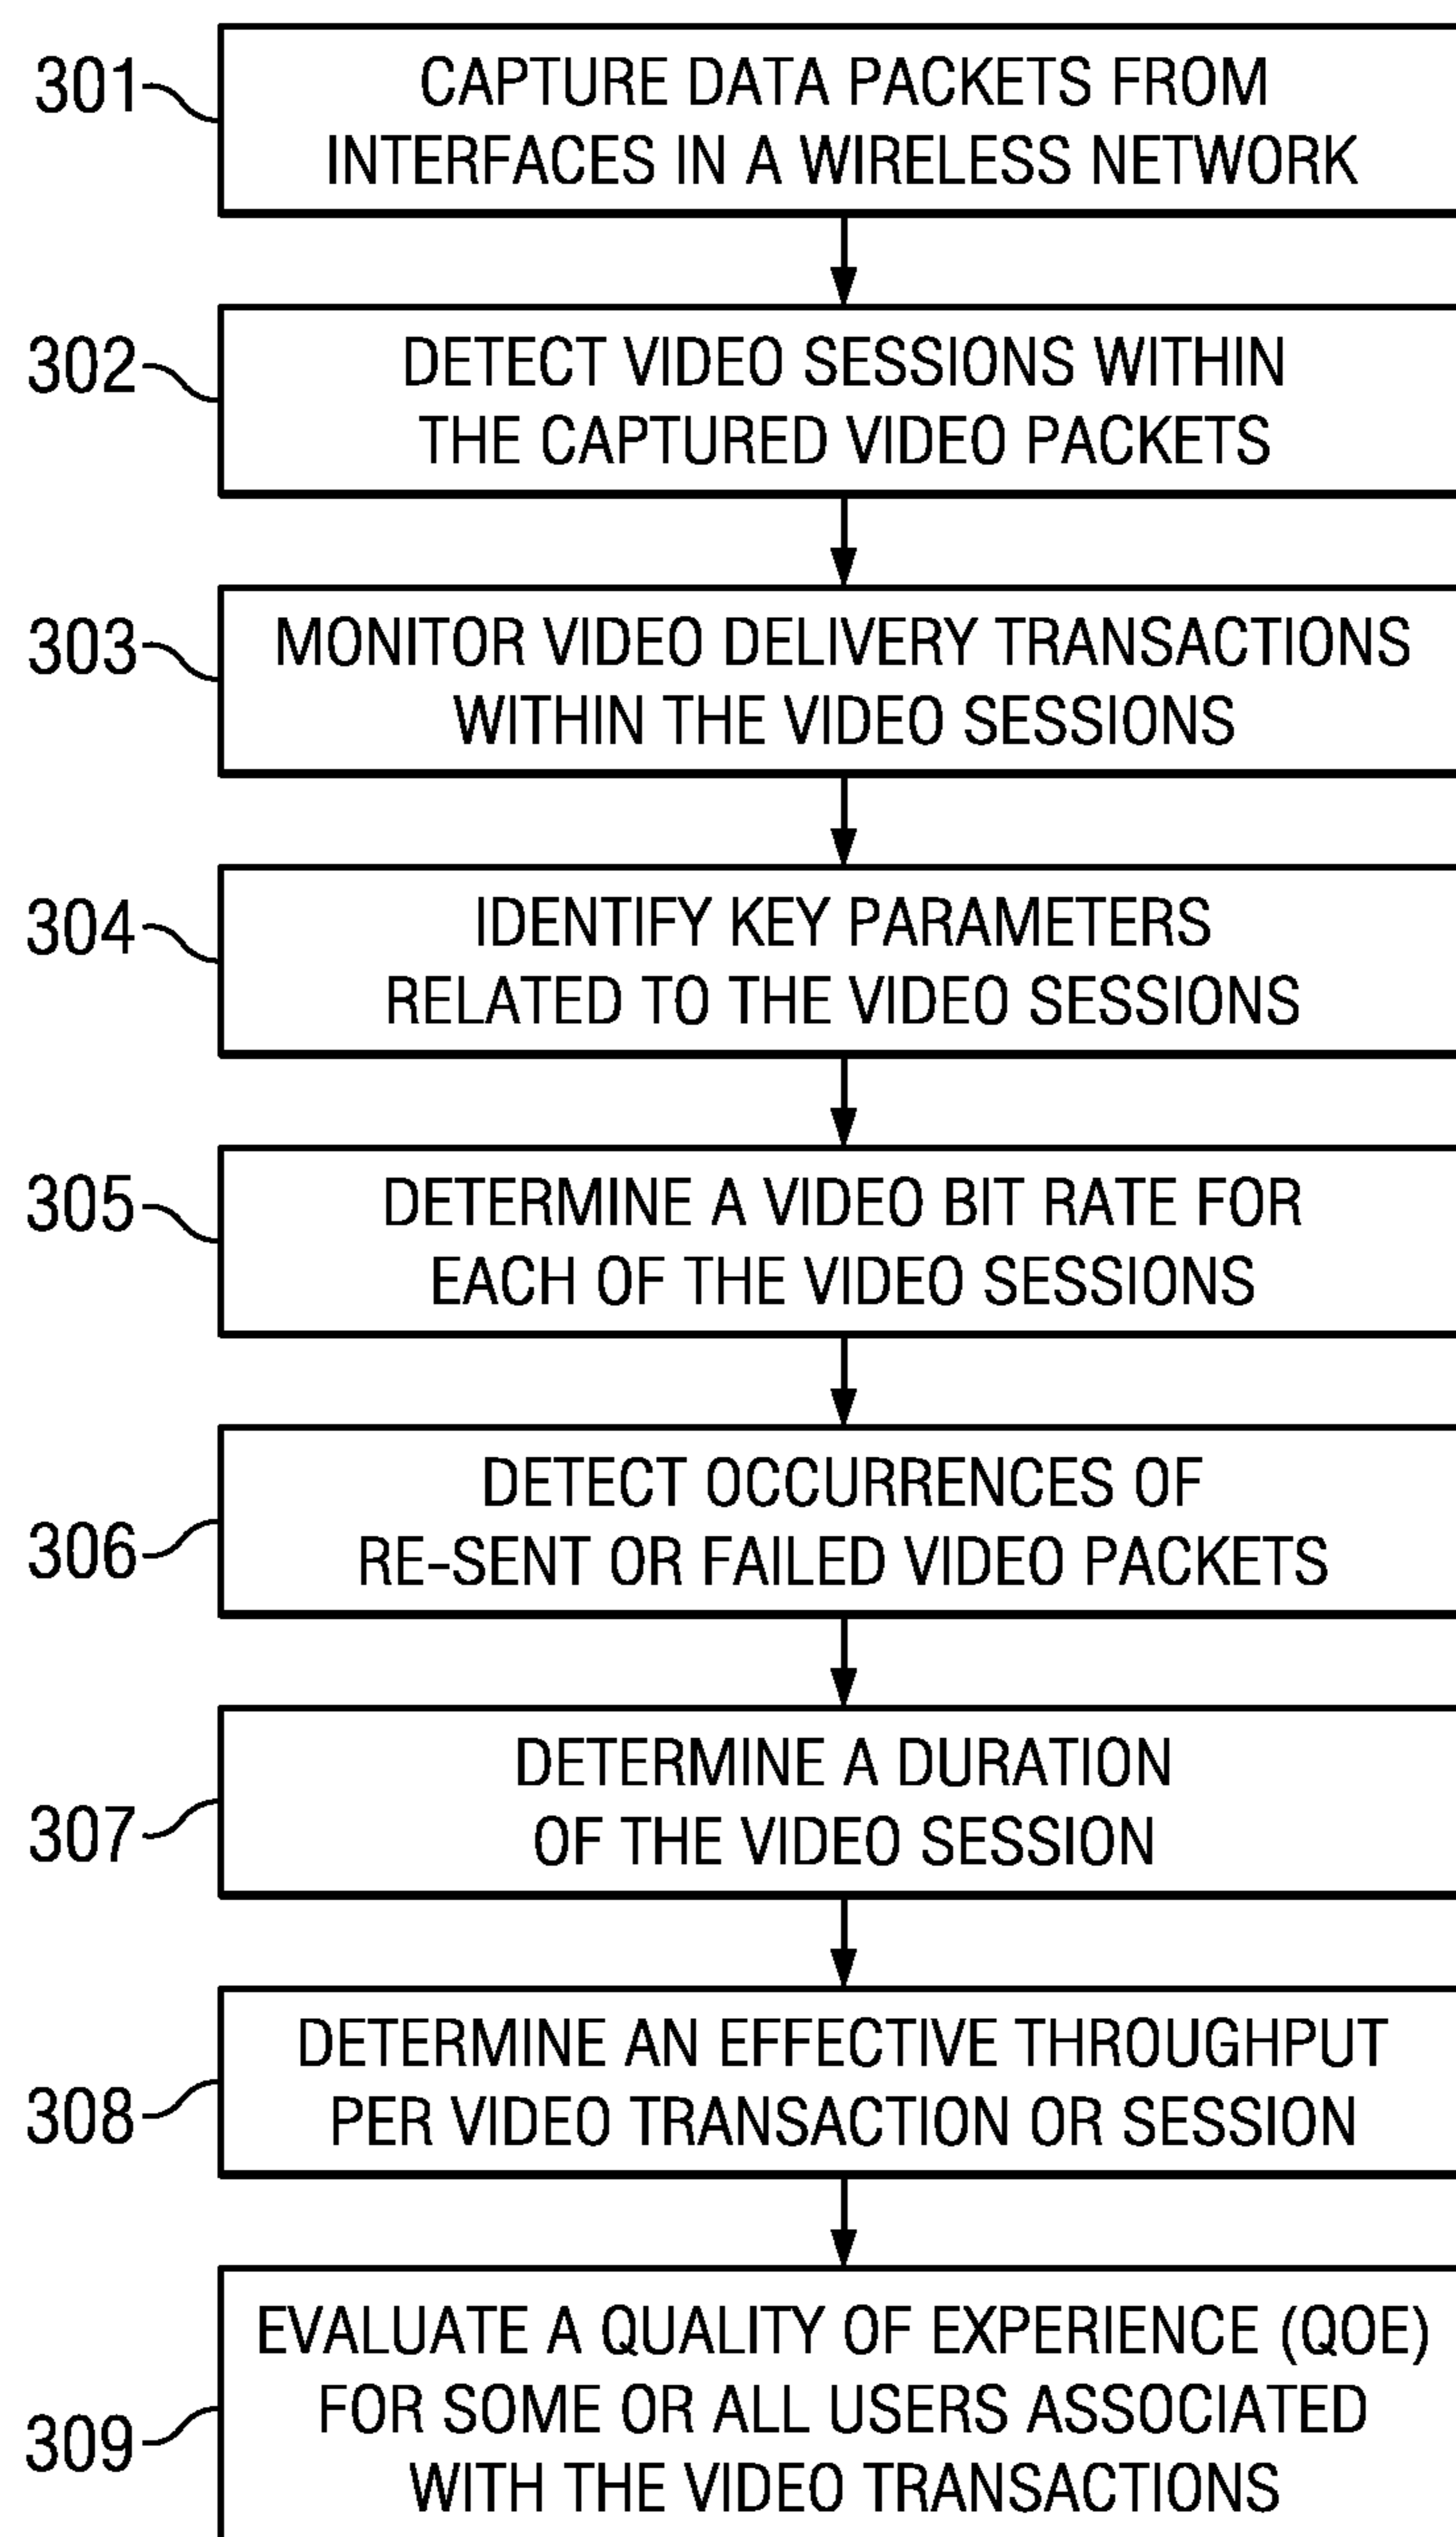 301
CAPTURE DATA PACKETS FROM
INTERFACES IN A WIRELESS NETWORK
302
DETECT VIDEO SESSIONS WITHIN
THE CAPTURED VIDEO PACKETS
303
MONITOR VIDEO DELIVERY TRANSACTIONS
WITHIN THE VIDEO SESSIONS
304
IDENTIFY KEY PARAMETERS
RELATED TO THE VIDEO SESSIONS
305
DETERMINE A VIDEO BIT RATE FOR
EACH OF THE VIDEO SESSIONS
306
DETECT OCCURRENCES OF
RE-SENT OR FAILED VIDEO PACKETS
307
DETERMINE A DURATION
OF THE VIDEO SESSION
308
DETERMINE AN EFFECTIVE THROUGHPUT
PER VIDEO TRANSACTION OR SESSION
309
EVALUATE A QUALITY OF EXPERIENCE (QOE)
FOR SOME OR ALL USERS ASSOCIATED
WITH THE VIDEO TRANSACTIONS